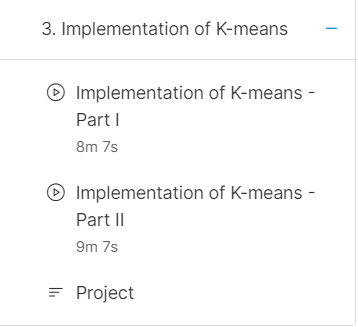 3. Implementation of K-means
Implementation of K-means -
Part I
8m 7s
Implementation of K-means -
Part II
9m 7s
Project